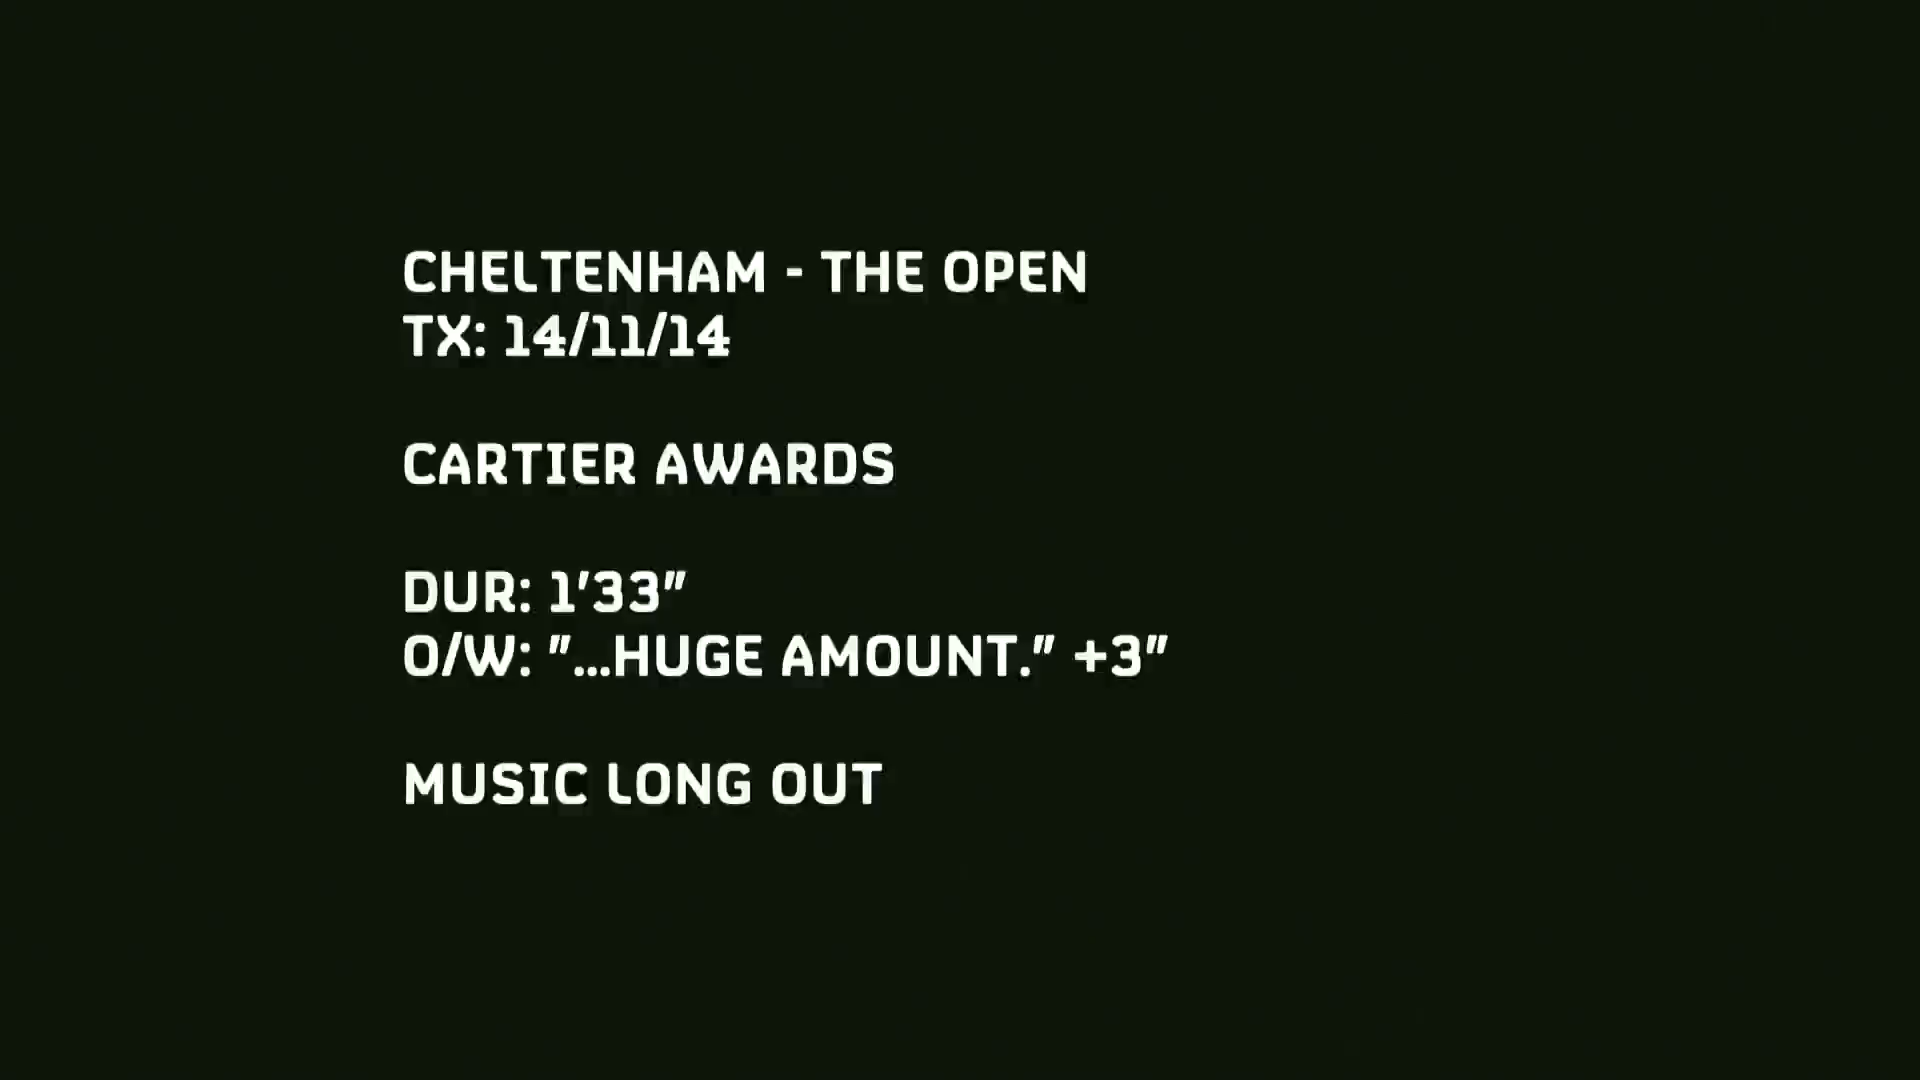 CHELTENHAM - THE OPEN
TX: 14/11/14
CARTIER AWARDS
DUR: 1'33"
O/W: "...HUGE AMOUNT." +3"
MUSIC LONG OUT